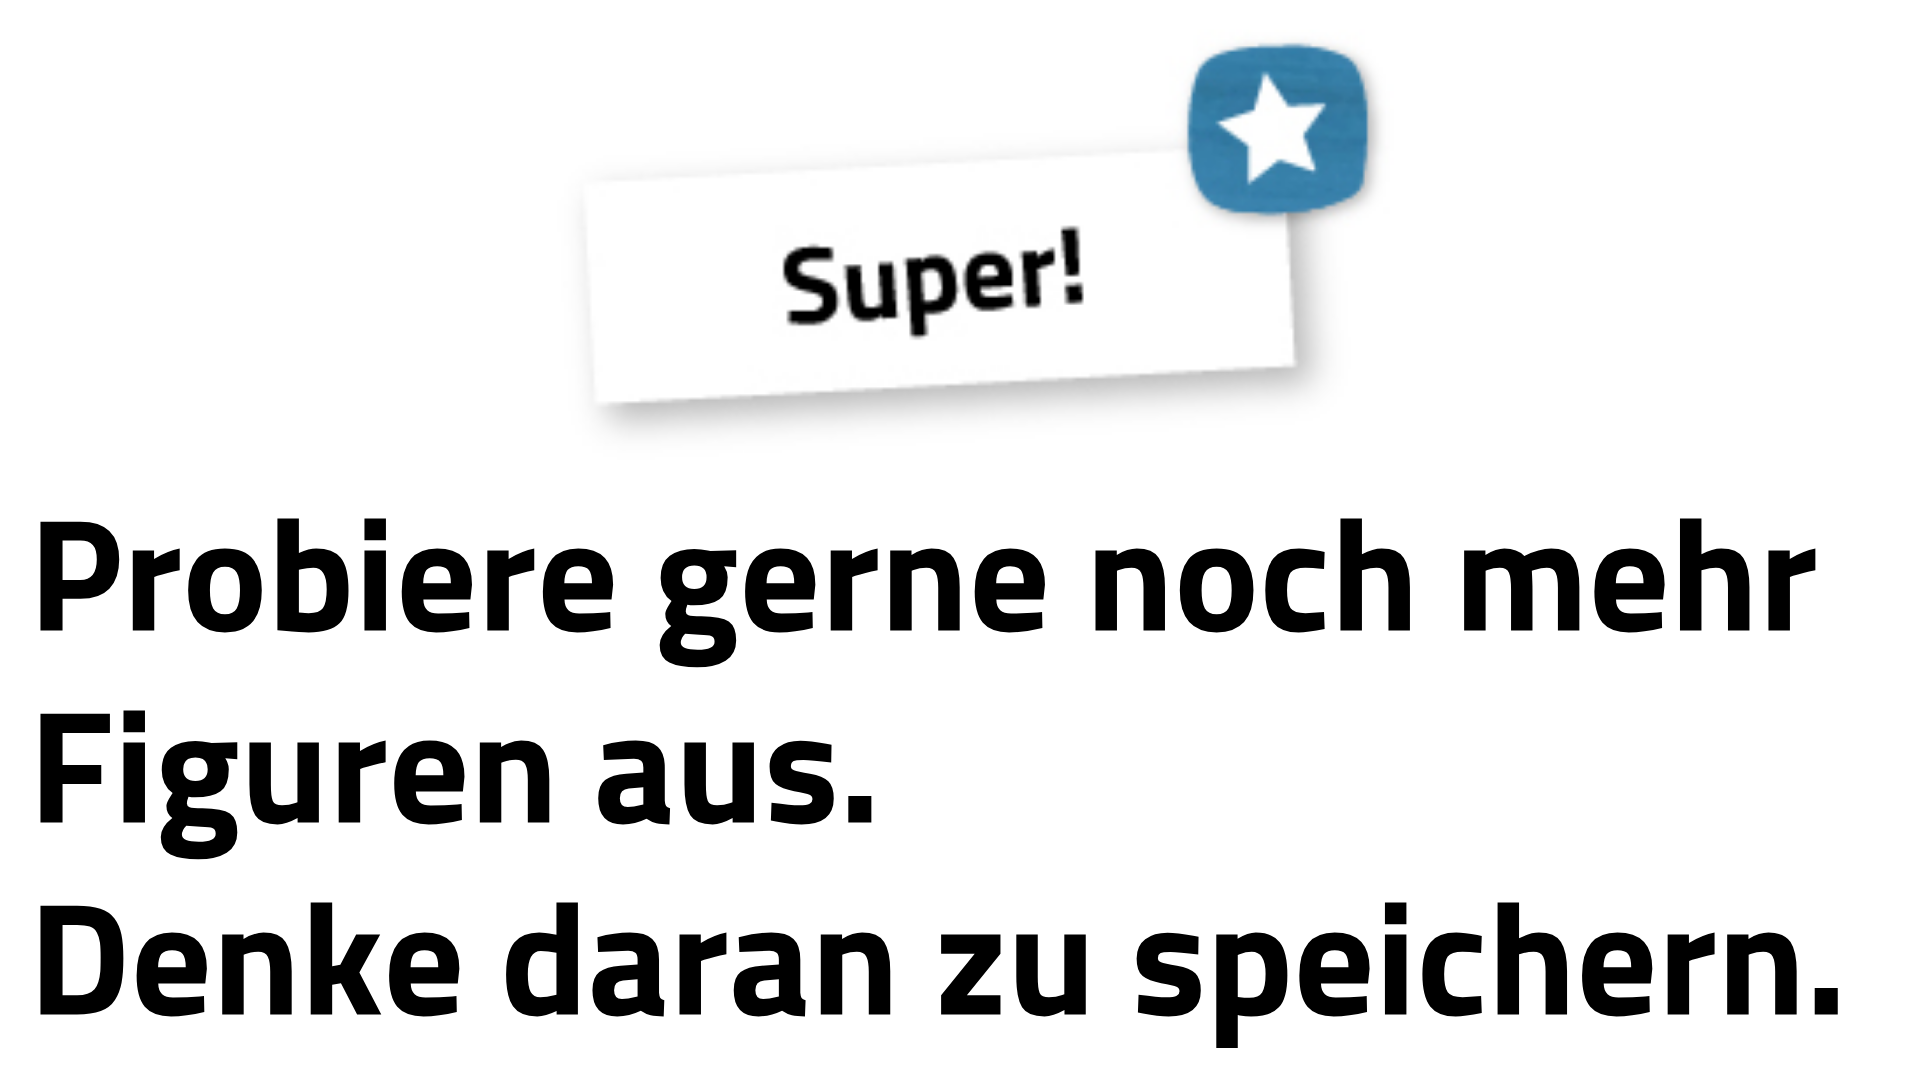 Super!
Probiere gerne noch mehr
Figuren aus.
Denke daran zu speichern.